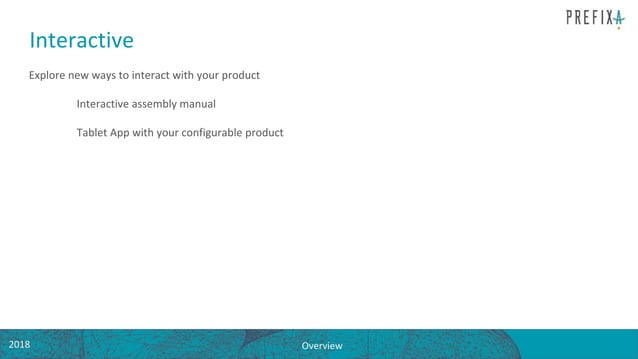 PREFIXA
Interactive
Explore new ways to interact with your product
Interactive assembly manual
Tablet App with your configurable product
2018
Overview